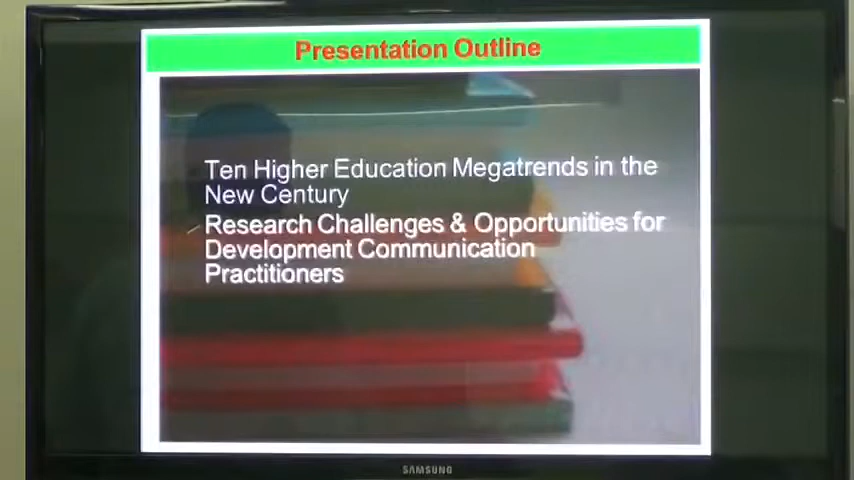 Presentation Outline
Ten Higher Education Megatrends in the
New Century
Research Challenges & Opportunities for
Development Communication
Practitioners
SAMSUNG